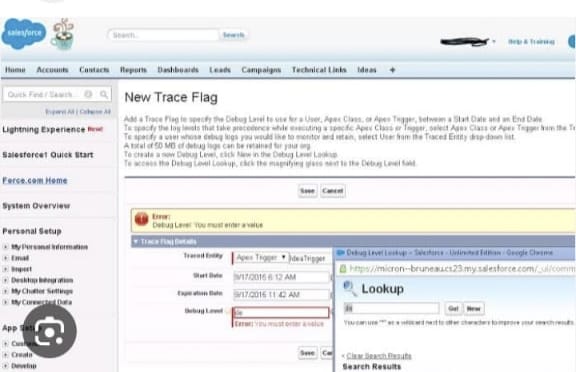 salesforce
Search... Search
Help & Training
Home Accounts Contacts Reports Dashboards Leads Campaigns Technical Links Ideas +
Quick Find / Search...
Expand All | Collapse All
Lightning Experience New!
Salesforce1 Quick Start
Force.com Home
System Overview
Personal Setup
My Personal Information
Email
Import
Desktop Integration
My Chatter Settings
My Connected Data
App
Create
Develop
New Trace Flag
Add a Trace Flag to specify the Debug Level to use for a User, Apex Class, or Apex Trigger, between a Start Date and an End Date.
To specify the log levels that take precedence while executing a specific Apex Class or Trigger, select Apex Class or Apex Trigger from the
To specify a user whose debug logs you would like to monitor and retain, select User from the Traced Entity drop-down list.
A total of 50 MB of debug logs can be retained for your org.
To create a new Debug Level, click New in the Debug Level Lookup.
To access the Debug Level Lookup, click the magnifying glass next to the Debug Level field.
Save Cancel
Error:
Debug Level: You must enter a value
Trace Flag Details
Traced Entity Apex Trigger IdeaTrigger
Start Date 9/17/2016 6:12 AM
Expiration Date 9/17/2016 11:42 AM
Debug Level de
Error: You must enter a value
Save
Debug Level Lookup ~ Salesforce - Unlimited Edition - Google Chrome
https://micron--bruneau.cs23.my.salesforce.com/_ui/comm
Lookup
de Go! New
You can use "*" as a wildcard next to other characters to improve your search results.
< Clear Search Results
Search Results